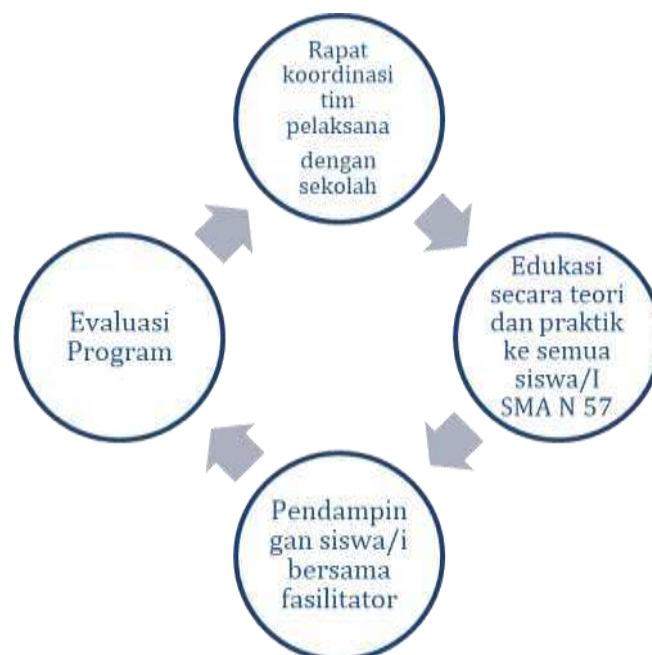 Rapat
koordinasi
tim
pelaksana
dengan
sekolah
Edukasi
secara teori
dan praktik
ke semua
siswa/I
SMA N 57
Pendampin
gan siswa/i
bersama
fasilitator
Evaluasi
Program